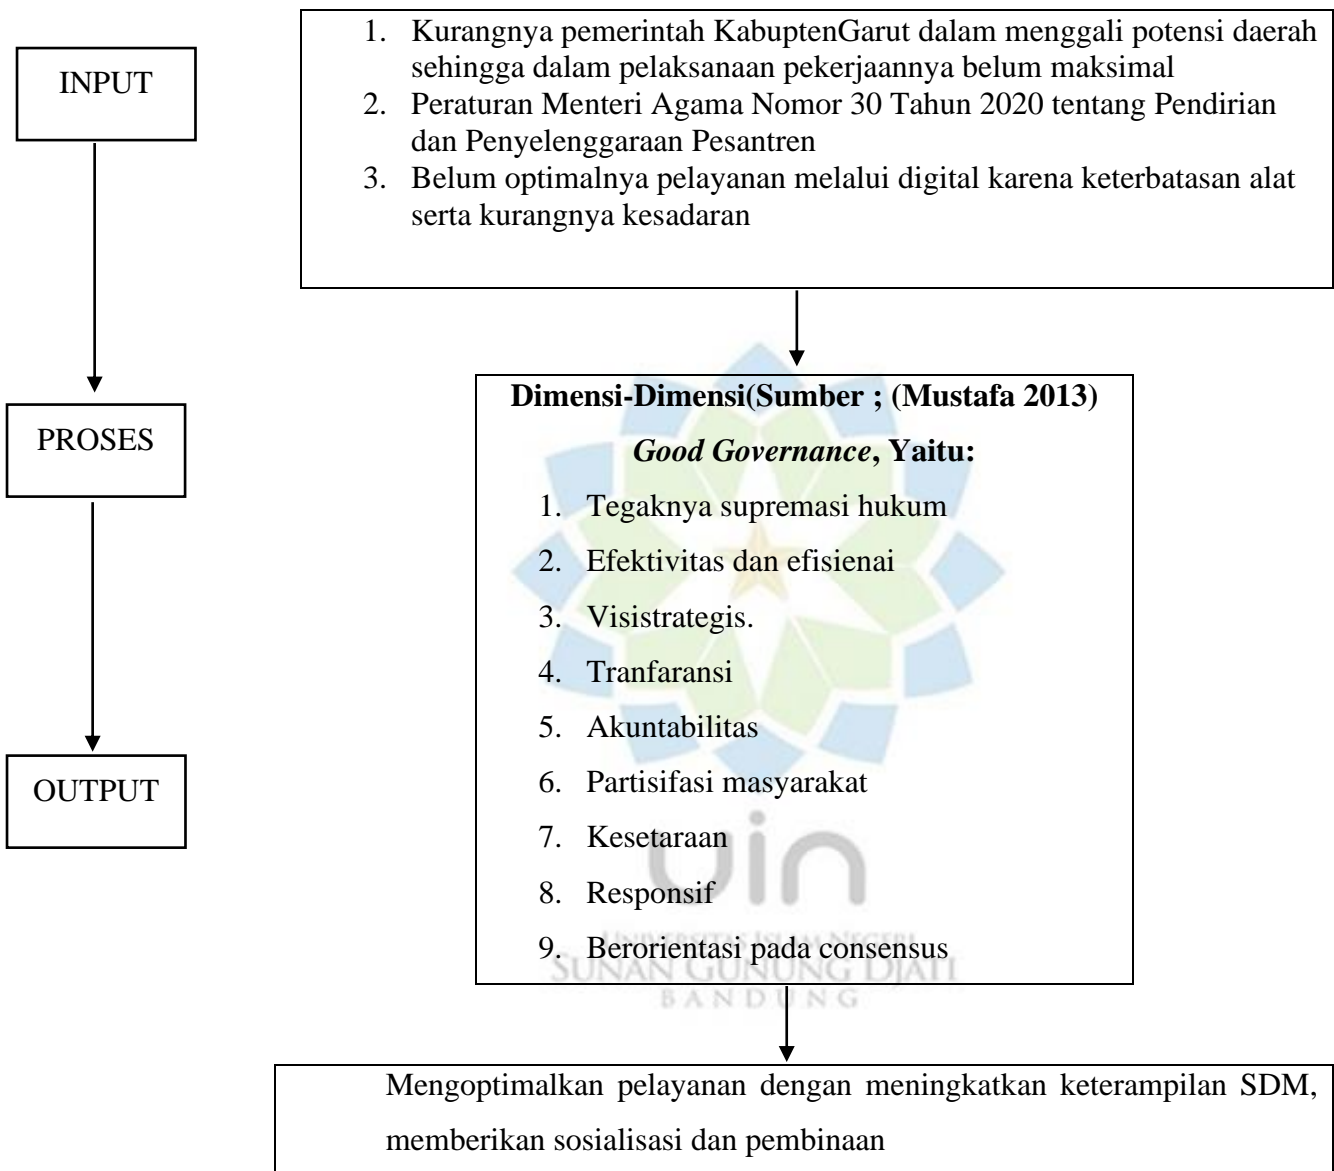 INPUT
1. Kurangnya pemerintah KabuptenGarut dalam menggali potensi daerah
sehingga dalam pelaksanaan pekerjaannya belum maksimal
2. Peraturan Menteri Agama Nomor 30 Tahun 2020 tentang Pendirian
dan Penyelenggaraan Pesantren
3. Belum optimalnya pelayanan melalui digital karena keterbatasan alat
serta kurangnya kesadaran
PROSES
Dimensi-Dimensi(Sumber ; (Mustafa 2013)
Good Governance, Yaitu:
1. Tegaknya supremasi hukum
2. Efektivitas dan efisienai
3. Visistrategis.
4. Tranfaransi
5. Akuntabilitas
6. Partisifasi masyarakat
7. Kesetaraan
8. Responsif
9. Berorientasi pada consensus
uin
UNIVERSITAS ISLAM NEGERI
SUNAN GUNUNG DJATI
BANDUNG
OUTPUT
Mengoptimalkan pelayanan dengan meningkatkan keterampilan SDM,
memberikan sosialisasi dan pembinaan